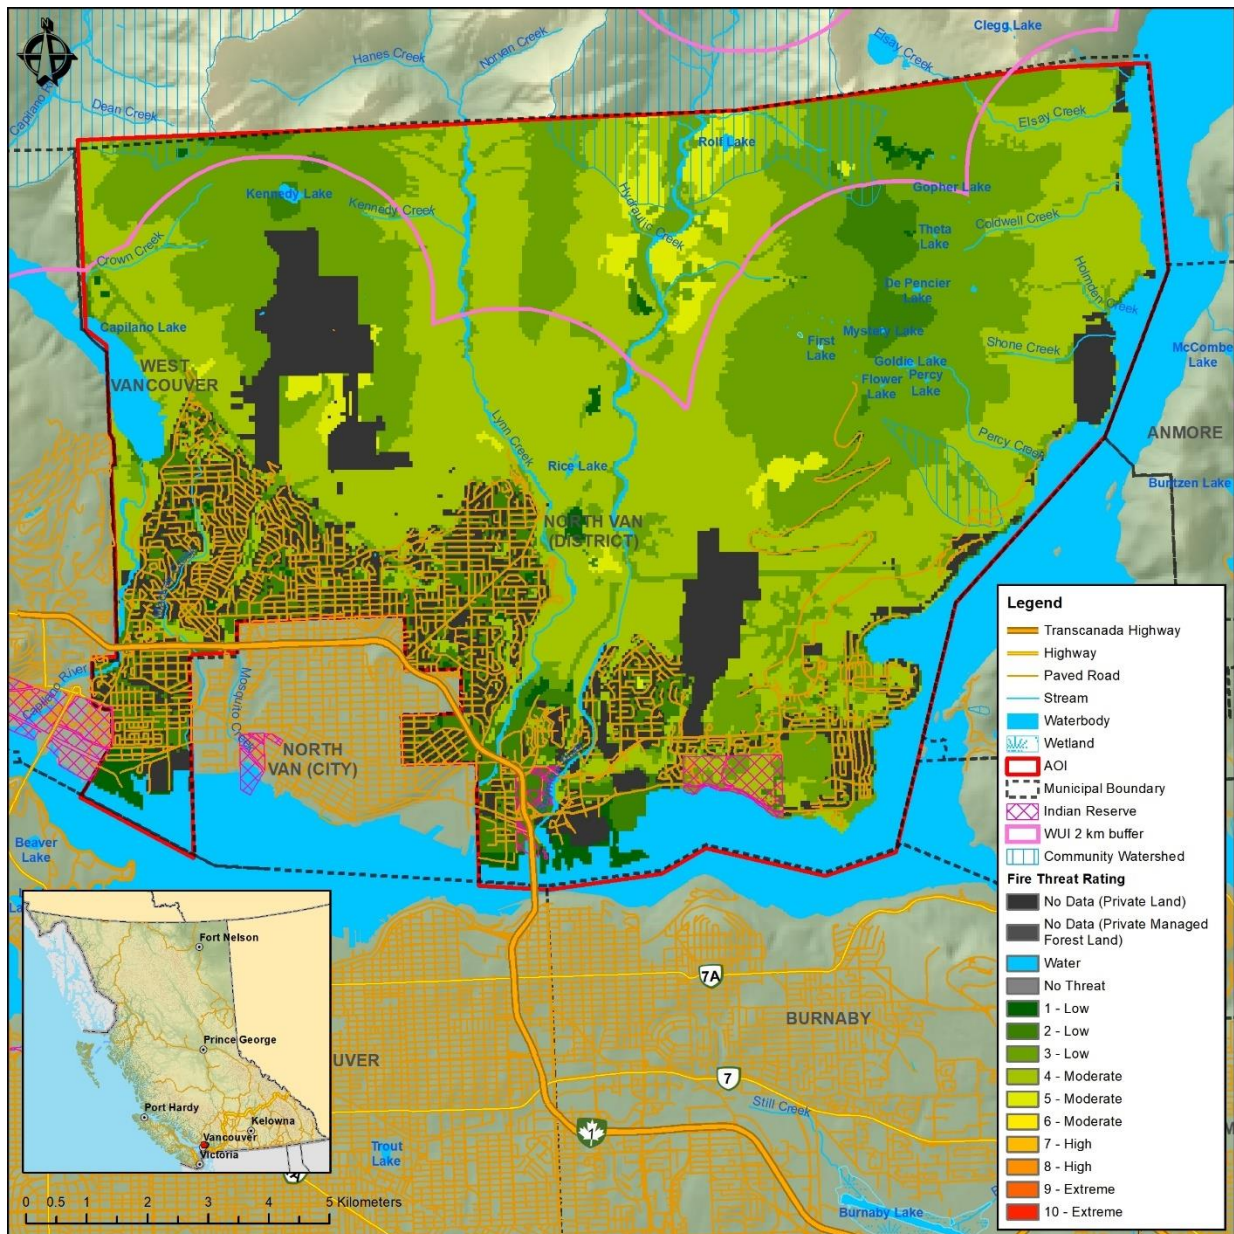 N
Clegg Lake
Elsay Creek
Norvan Creek
Hanes Creek
Dean Creek
Elsay Creek
Rolf Lake
Gopher Lake
Kennedy Lake
Kennedy Creek
Hydraulic Creek
Coldwell Creek
Theta
Lake
Crown Creek
De Pencier
Lake
Holmden Creek
Capilano Lake
Mystery Lake
First
Lake
Shone Creek
McCombe
Lake
Goldie Lake
WEST
VANCOUVER
Flower
Lake
Percy
Lake
Lynn Creek
Percy Creek
ANMORE
Rice Lake
Buntzen Lake
NORTH VAN
(DISTRICT)
Capilano River
Mosquito Creek
NORTH
VAN (CITY)
Beaver
Lake
Legend
Transcanada Highway
Highway
Paved Road
Stream
Waterbody
Wetland
AOI
Municipal Boundary
Indian Reserve
WUI 2 km buffer
Community Watershed
Fire Threat Rating
No Data (Private Land)
No Data (Private Managed
Forest Land)
Water
No Threat
1 - Low
2 - Low
3 - Low
4 - Moderate
5 - Moderate
6 - Moderate
7 - High
8 - High
9 - Extreme
10 - Extreme
Fort Nelson
Prince George
Port Hardy
Kelowna
Vancouver
Victoria
7A
BURNABY
UVER
7
Still Creek
1
Trout
Lake
Burnaby Lake
0 0.5 1 2 3 4 5 Kilometers